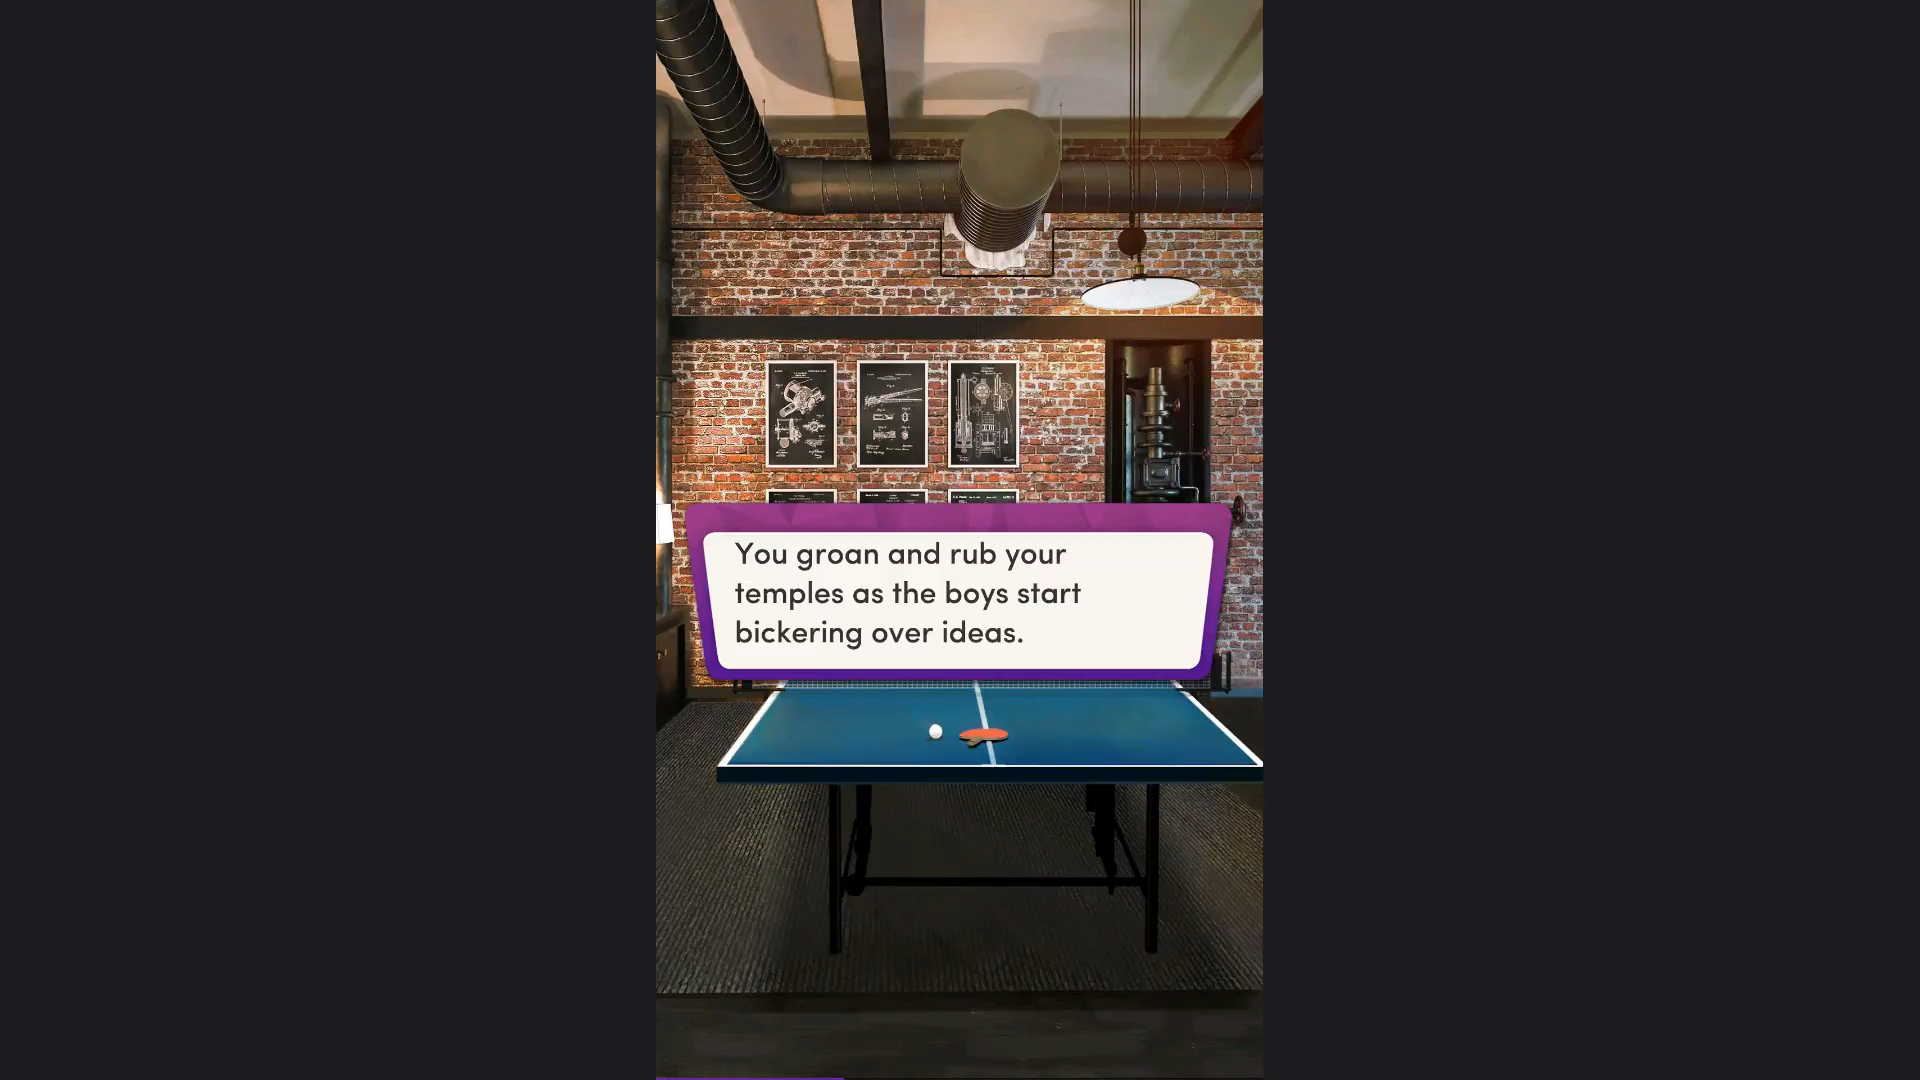 You groan and rub your
temples as the boys start
bickering over ideas.